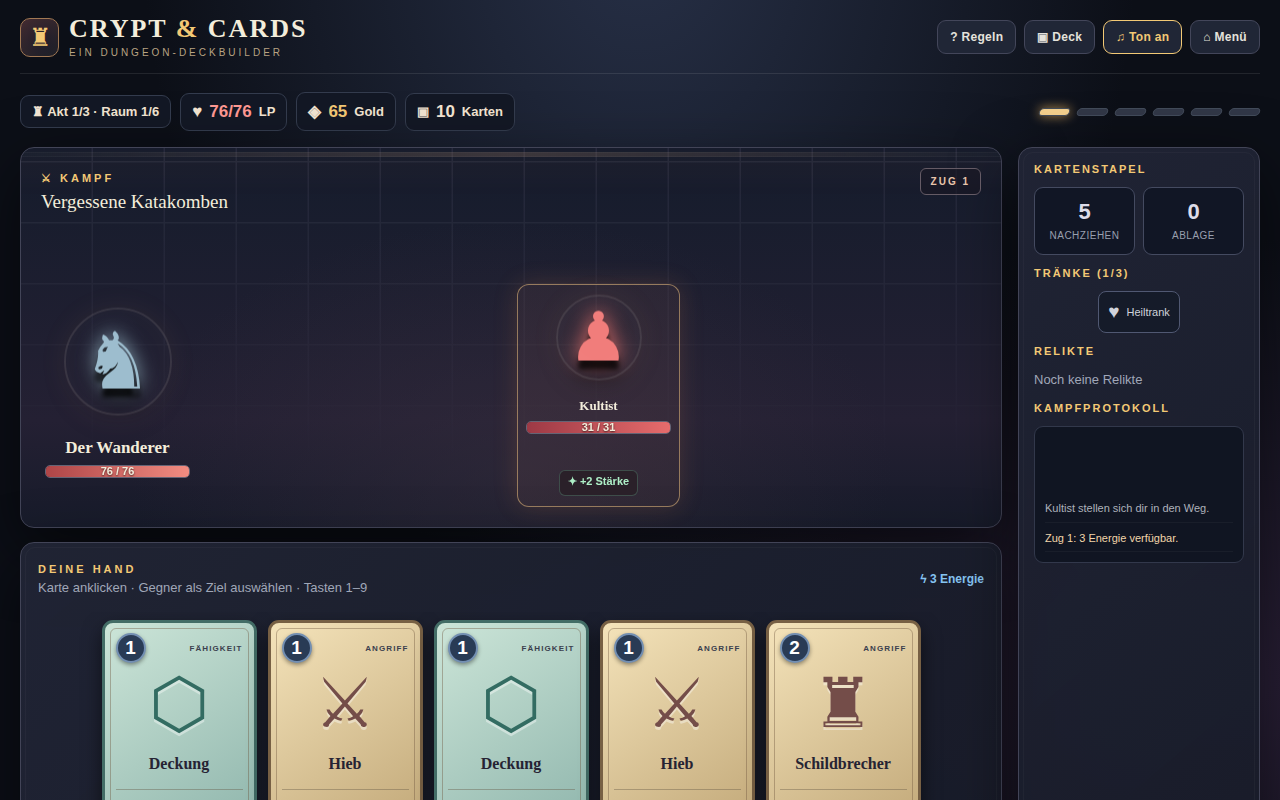 CRYPT & CARDS
EIN DUNGEON-DECKBUILDER
? Regeln
Deck
♫ Ton an
⌂ Menü
Akt 1/3 · Raum 1/6
♥ 76/76 LP
65 Gold
10 Karten
⚔ KAMPF
Vergessene Katakomben
ZUG 1
Der Wanderer
76 / 76
Kultist
31 / 31
✦ +2 Stärke
KARTENSTAPEL
5
NACHZIEHEN
0
ABLAGE
TRÄNKE (1/3)
♥ Heiltrank
RELIKTE
Noch keine Relikte
KAMPFPROTOKOLL
Kultist stellen sich dir in den Weg.
Zug 1: 3 Energie verfügbar.
DEINE HAND
Karte anklicken · Gegner als Ziel auswählen · Tasten 1–9
ϟ 3 Energie
1 FÄHIGKEIT
Deckung
1 ANGRIFF
Hieb
1 FÄHIGKEIT
Deckung
1 ANGRIFF
Hieb
2 ANGRIFF
Schildbrecher